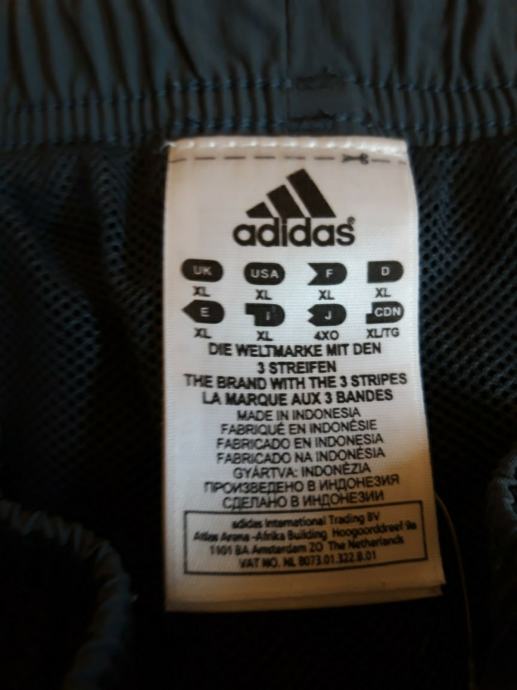 adidas®
UK USA F D
XL XL XL XL
E I J CDN
XL XL 4XO XL/TG
DIE WELTMARKE MIT DEN
3 STREIFEN
THE BRAND WITH THE 3 STRIPES
LA MARQUE AUX 3 BANDES
MADE IN INDONESIA
FABRIQUÉ EN INDONÉSIE
FABRICADO EN INDONESIA
FABRICADO NA INDONÉSIA
GYÁRTVA: INDONÉZIA
ПРОИЗВЕДЕНО В ИНДОНЕЗИЯ
СДЕЛАНО В ИНДОНЕЗИИ
adidas International Trading BV
Atlas Arena -Afrika Building Hoogoorddreef 9a
1101 BA Amsterdam ZO The Netherlands
VAT NO. NL 8073.01.322.B.01